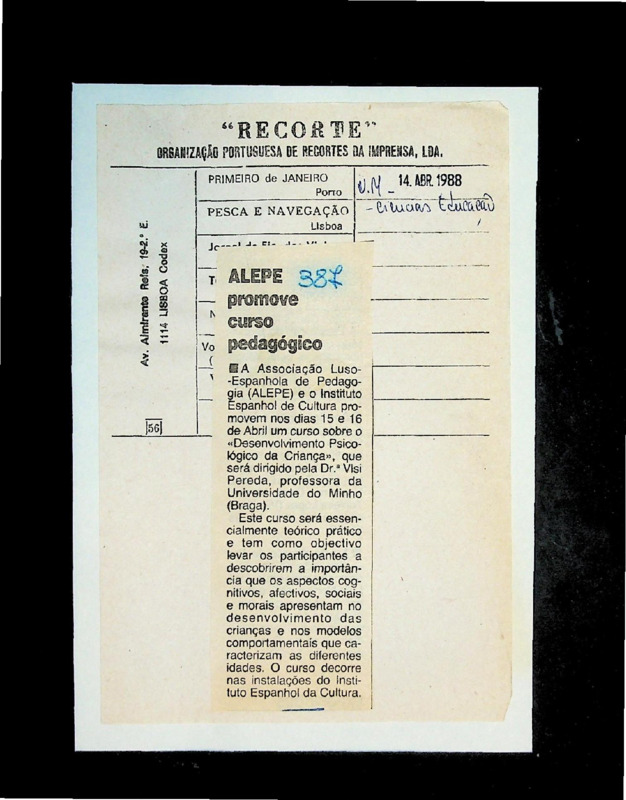 "RECORTE"
ORGANIZAÇÃO PORTUGUESA DE RECORTES DA IMPRENSA, LDA.
Av. Almirante Reis, 19-2.º E.
1114 LISBOA Codex
56
PRIMEIRO de JANEIRO
Porto
PESCA E NAVEGAÇÃO
Lisboa
U.M - 14. ABR. 1988
- Ciências Educação
ALEPE 387
promove
curso
pedagógico
A Associação Luso-
-Espanhola de Pedago-
gia (ALEPE) e o Instituto
Espanhol de Cultura pro-
movem nos dias 15 e 16
de Abril um curso sobre o
«Desenvolvimento Psico-
lógico da Criança», que
será dirigido pela Dr.ª Visi
Pereda, professora da
Universidade do Minho
(Braga).
Este curso será essen-
cialmente teórico prático
e tem como objectivo
levar os participantes a
descobrirem a importân-
cia que os aspectos cog-
nitivos, afectivos, sociais
e morais apresentam no
desenvolvimento das
crianças e nos modelos
comportamentais que ca-
racterizam as diferentes
idades. O curso decorre
nas instalações do Insti-
tuto Espanhol da Cultura.